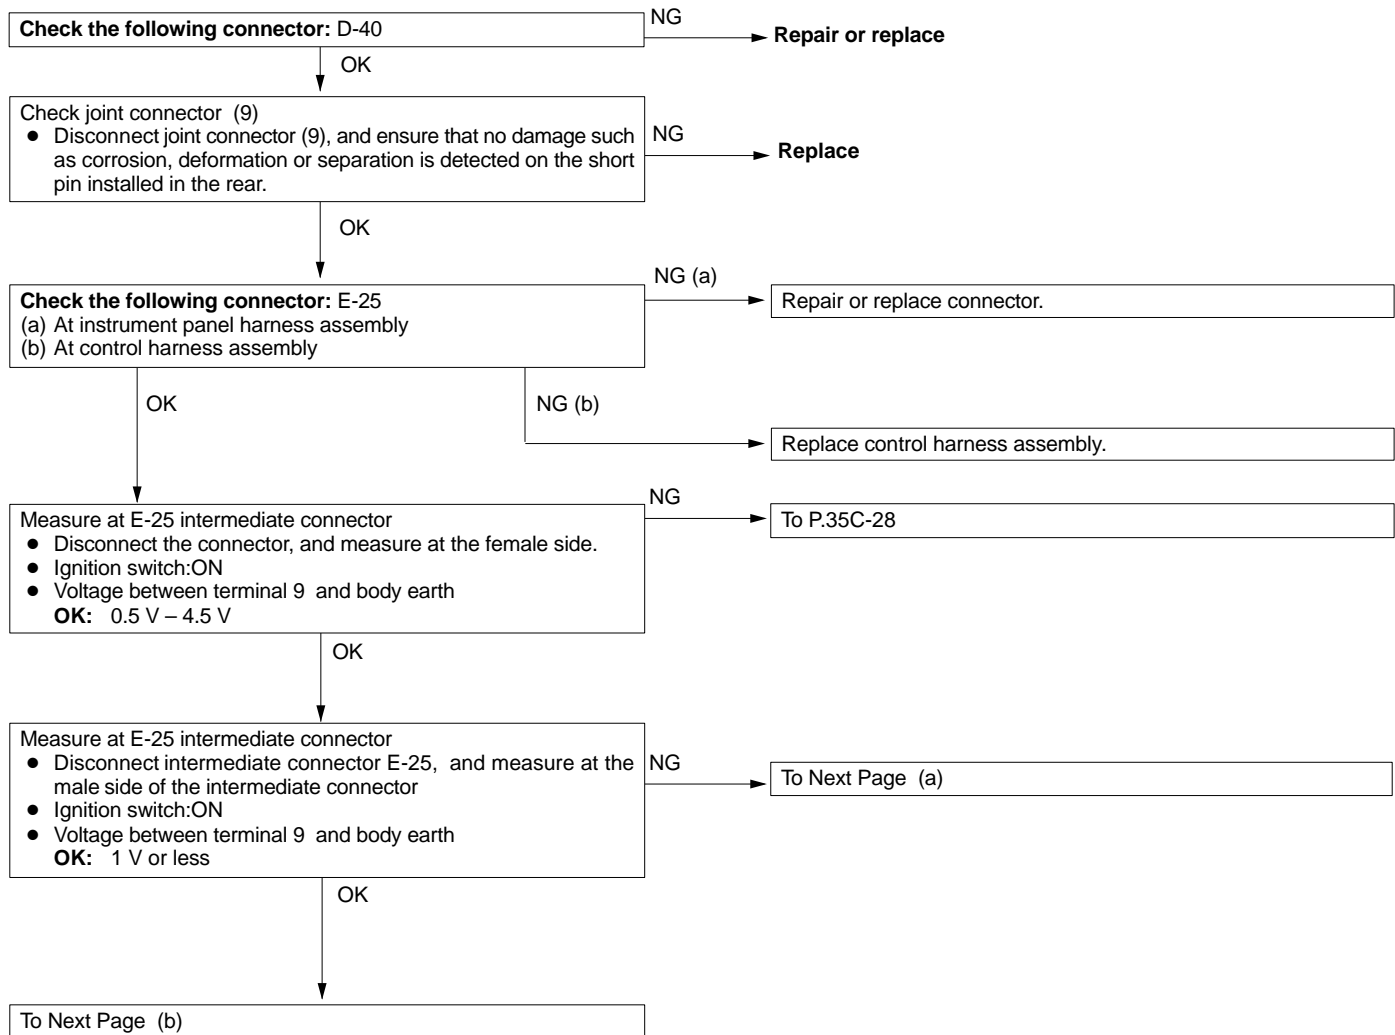 Check the following connector: D-40
NG
Repair or replace
OK
Check joint connector (9)
● Disconnect joint connector (9), and ensure that no damage such
as corrosion, deformation or separation is detected on the short
pin installed in the rear.
NG
Replace
OK
Check the following connector: E-25
(a) At instrument panel harness assembly
(b) At control harness assembly
NG (a)
Repair or replace connector.
OK
NG (b)
Replace control harness assembly.
Measure at E-25 intermediate connector
● Disconnect the connector, and measure at the female side.
● Ignition switch:ON
● Voltage between terminal 9 and body earth
OK: 0.5 V – 4.5 V
NG
To P.35C-28
OK
Measure at E-25 intermediate connector
● Disconnect intermediate connector E-25, and measure at the
male side of the intermediate connector
● Ignition switch:ON
● Voltage between terminal 9 and body earth
OK: 1 V or less
NG
To Next Page (a)
OK
To Next Page (b)